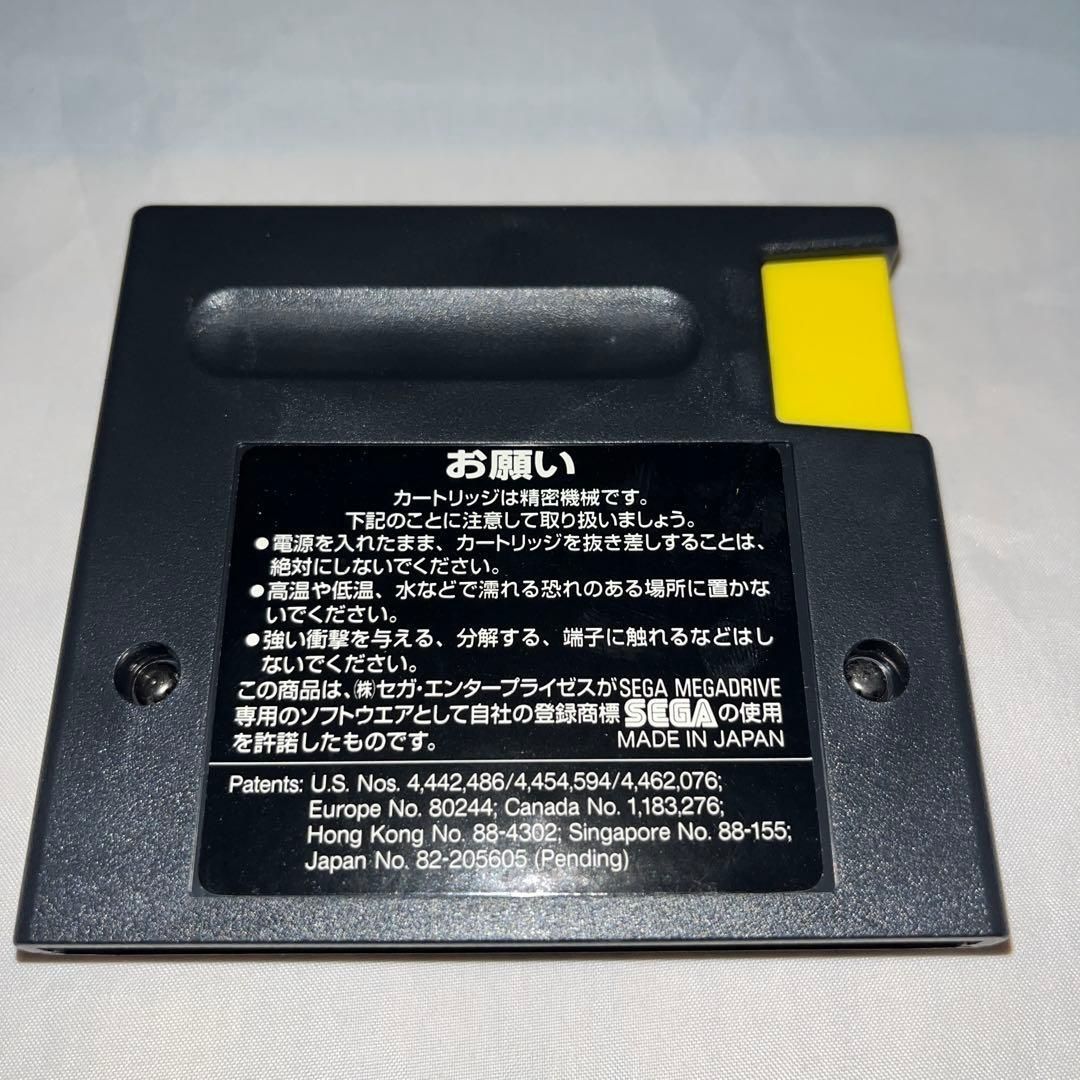 お願い
カートリッジは精密機械です。
下記のことに注意して取り扱いましょう。
●電源を入れたまま、カートリッジを抜き差しすることは、
絶対にしないでください。
●高温や低温、水などで濡れる恐れのある場所に置かな
いでください。
●強い衝撃を与える、分解する、端子に触れるなどはし
ないでください。
この商品は、㈱セガ・エンタープライゼスがSEGA MEGADRIVE
専用のソフトウエアとして自社の登録商標SEGAの使用
を許諾したものです。 MADE IN JAPAN
Patents: U.S. Nos. 4,442,486/4,454,594/4,462,076;
Europe No. 80244; Canada No. 1,183,276;
Hong Kong No. 88-4302; Singapore No. 88-155;
Japan No. 82-205605 (Pending)